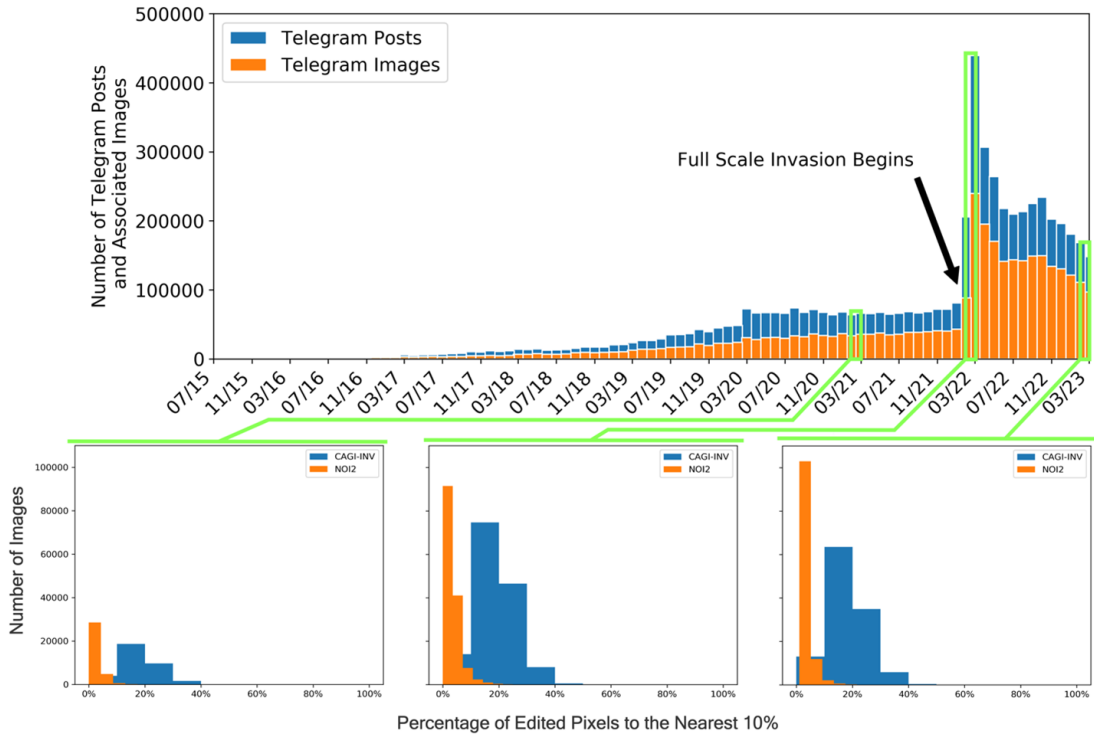 500000
400000
300000
200000
100000
0
Number of Telegram Posts
and Associated Images
Telegram Posts
Telegram Images
Full Scale Invasion Begins
07/15 11/15 03/16 07/16 11/16 03/17 07/17 11/17 03/18 07/18 11/18 03/19 07/19 11/19 03/20 07/20 11/20 03/21 07/21 11/21 03/22 07/22 11/22 03/23
Number of Images
100000
80000
60000
40000
20000
0
CAGI-INV
NOI2
0% 20% 40% 60% 80% 100%
CAGI-INV
NOI2
0% 20% 40% 60% 80% 100%
CAGI-INV
NOI2
0% 20% 40% 60% 80% 100%
Percentage of Edited Pixels to the Nearest 10%